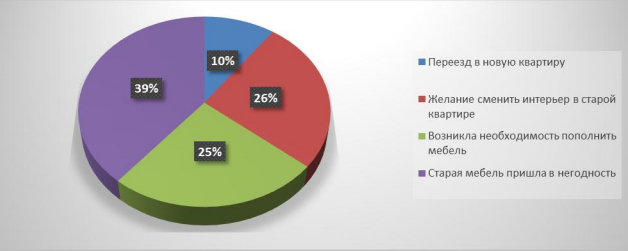 10%
39%
26%
25%
Переезд в новую квартиру
Желание сменить интерьер в старой
квартире
Возникла необходимость пополнить
мебель
Старая мебель пришла в негодность